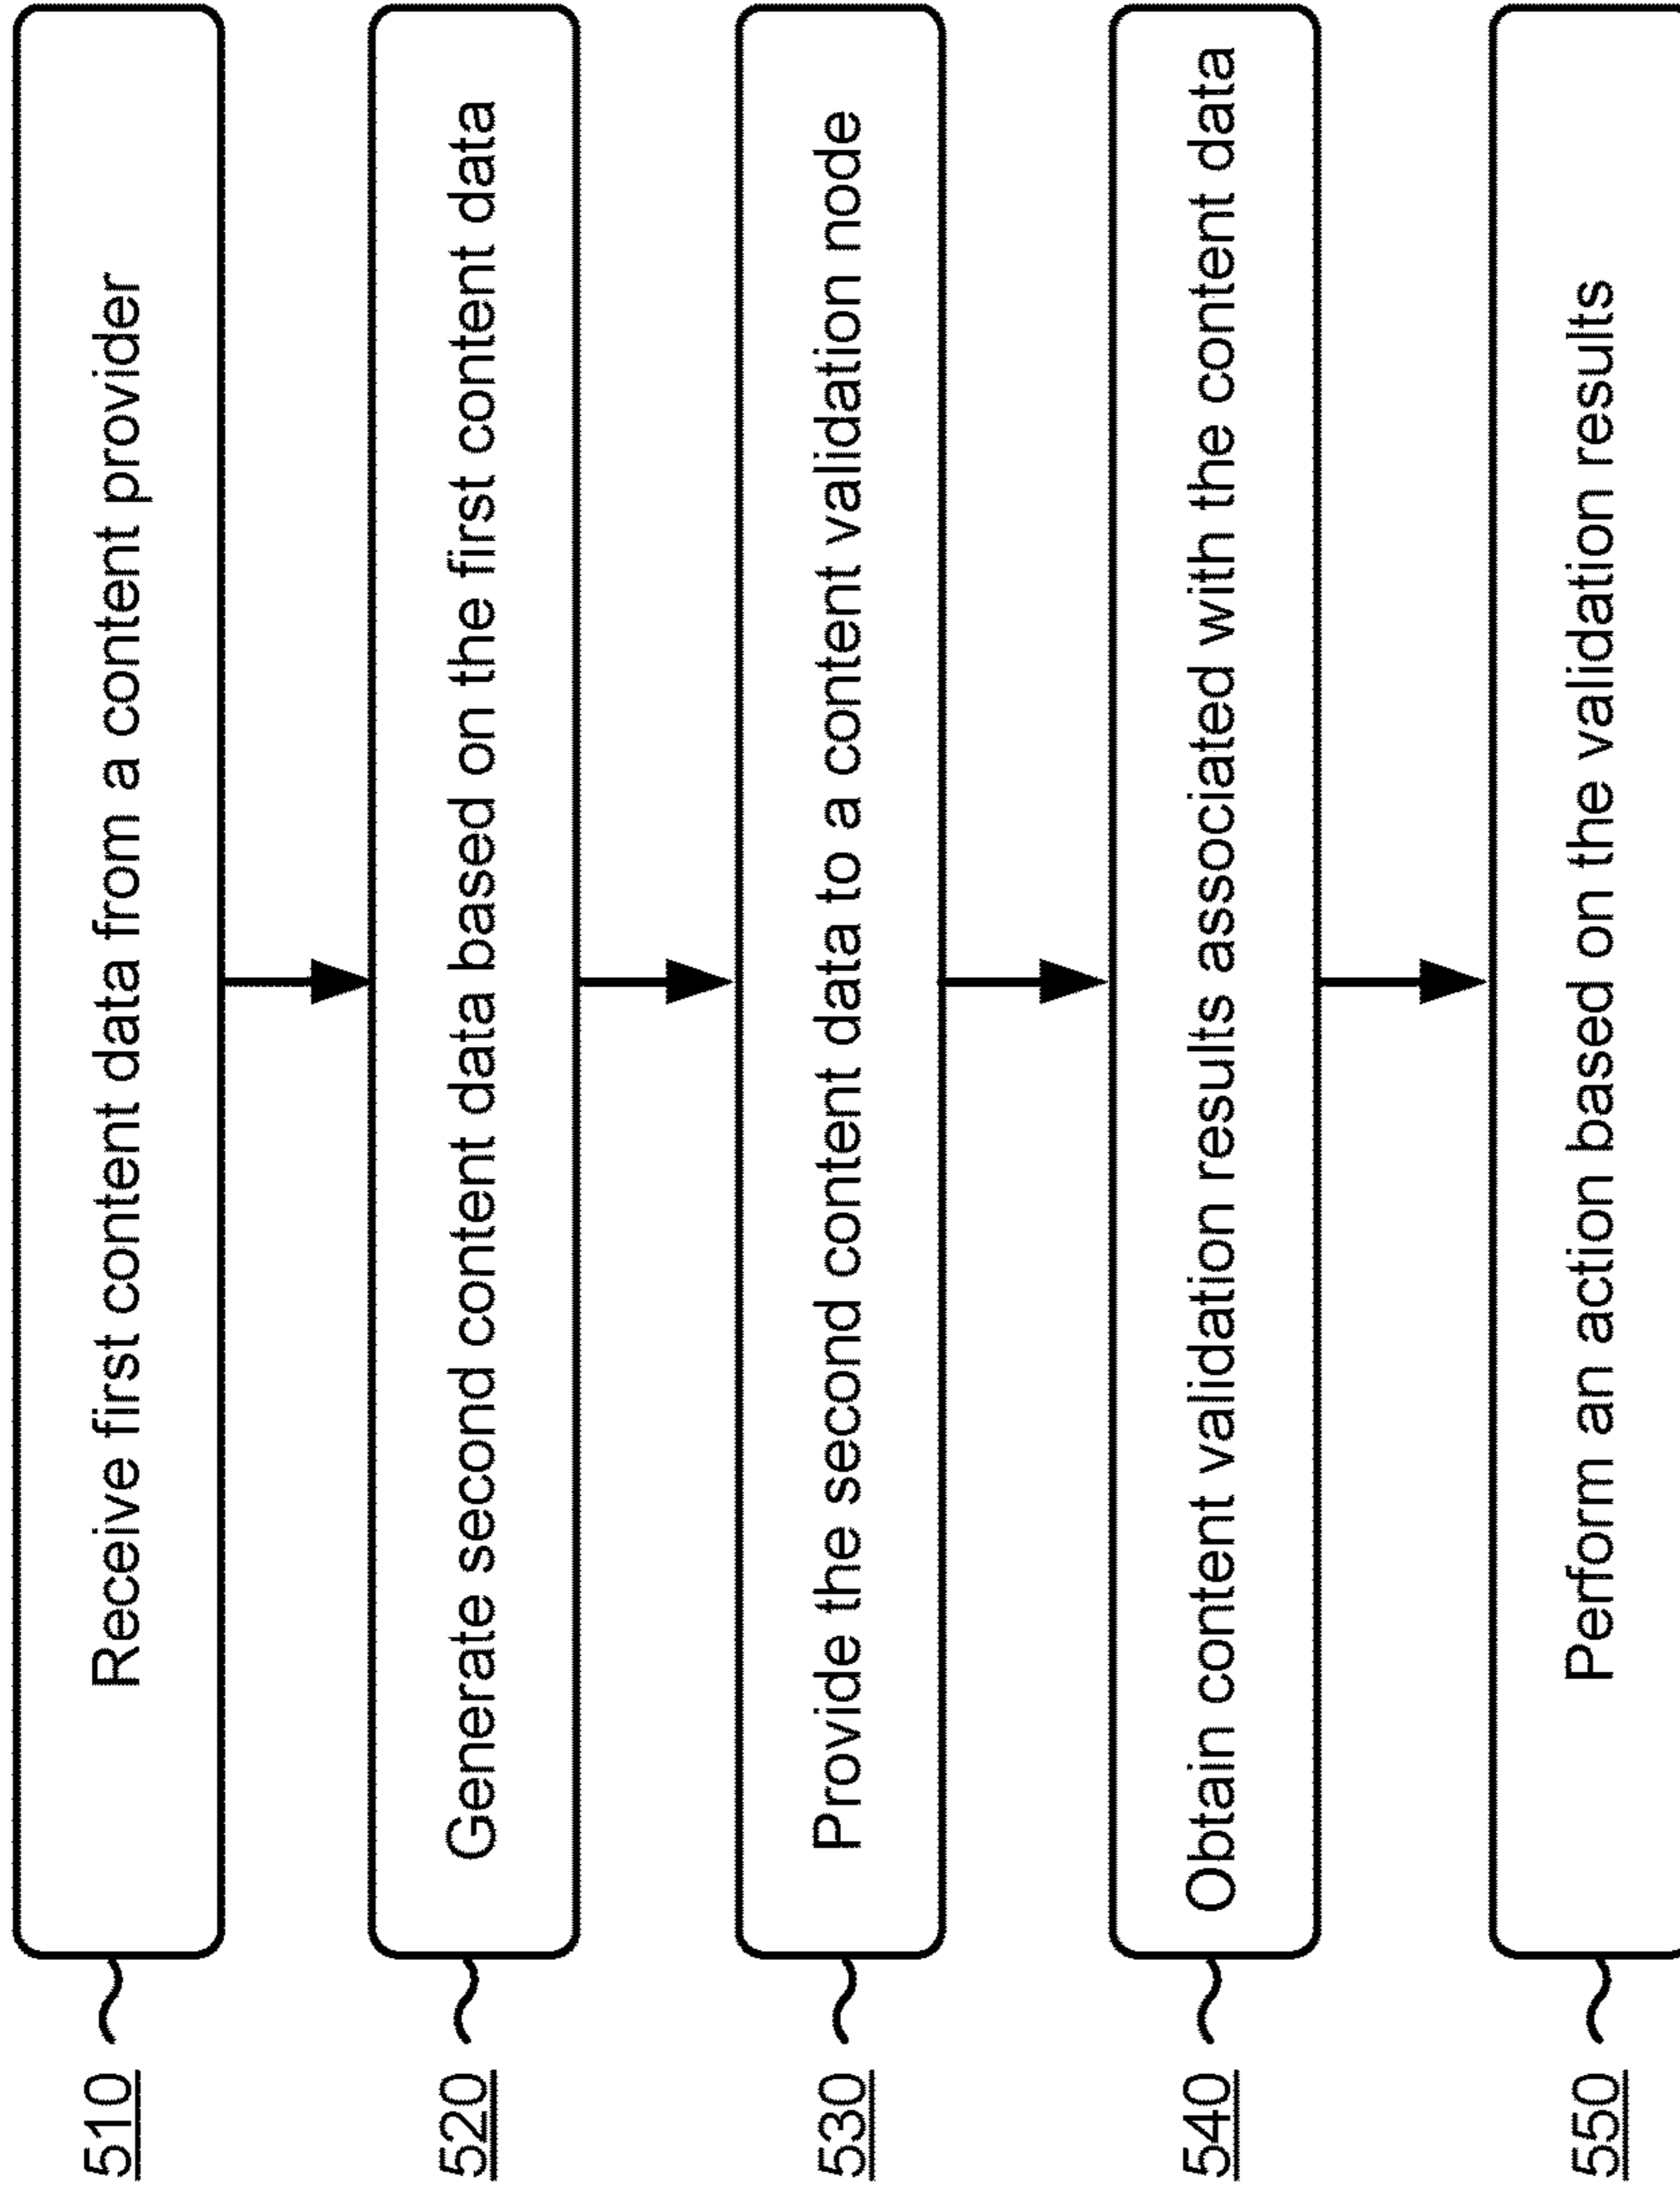 510
Receive first content data from a content provider
520
Generate second content data based on the first content data
530
Provide the second content data to a content validation node
540
Obtain content validation results associated with the content data
550
Perform an action based on the validation results